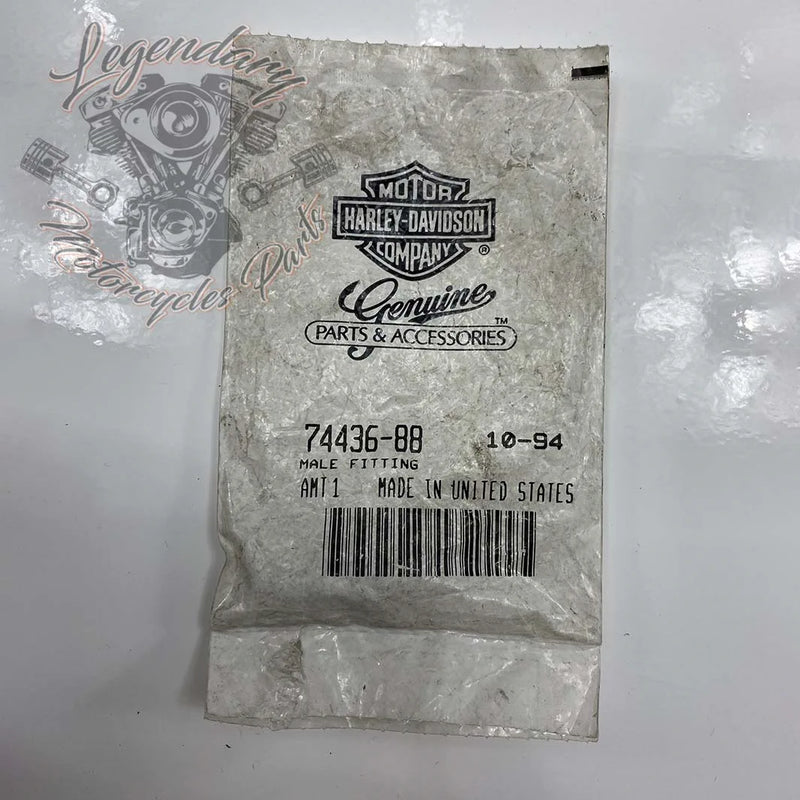 Legendary
Motorcycles Parts
MOTOR
HARLEY-DAVIDSON
COMPANY ®
Genuine
PARTS & ACCESSORIES ™
74436-88 10-94
MALE FITTING
AMT1 MADE IN UNITED STATES